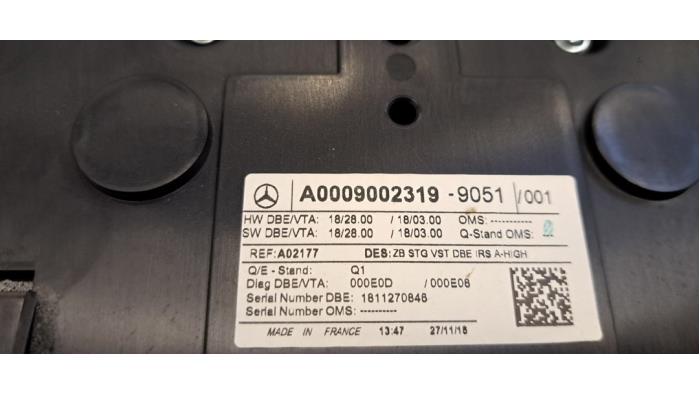 A0009002319 - 9051 /001
HW DBE/VTA: 18/28.00 / 18/03.00 OMS: -----
SW DBE/VTA: 18/28.00 / 18/03.00 Q-Stand OMS:
REF: A02177 DES: ZB STG VST DBE IRS A-HIGH
Q/E - Stand: Q1
Diag DBE/VTA: 000E0D / 000E06
Serial Number DBE: 1811270846
Serial Number OMS: ----------
MADE IN FRANCE 13:47 27/11/18